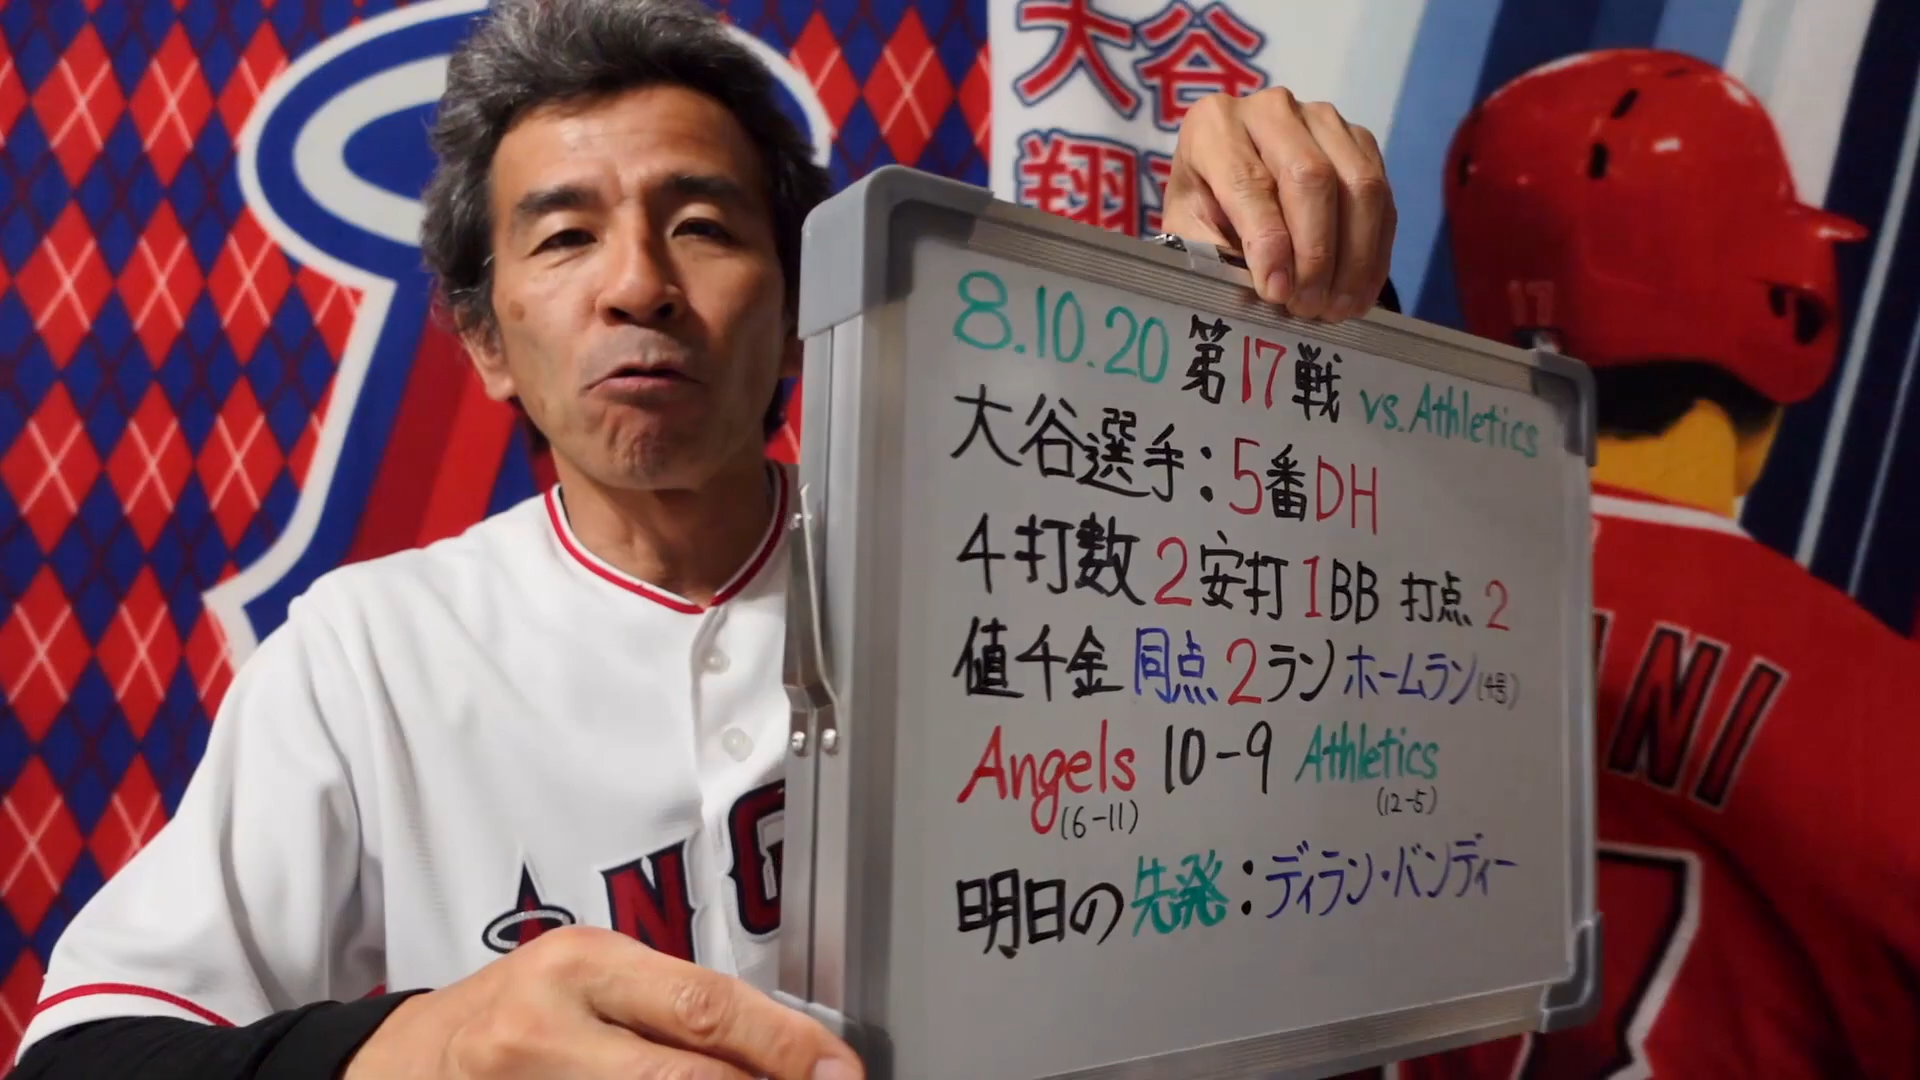 大谷
翔
8.10.20 第17戦 vs. Athletics
大谷選手:5番DH
4打数2安打1BB 打点2
値千金同点2ランホームラン(4号)
Angels 10-9 Athletics
(6-11) (12-5)
明日の先発:ディラン・バンディー
ANG
NI